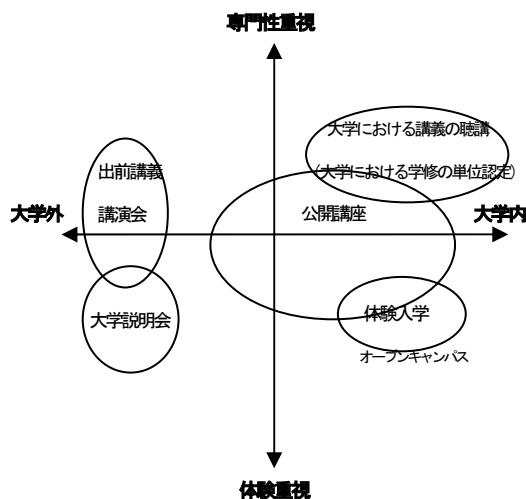 専門性重視
大学における講義の聴講
(大学における学修の単位認定)
出前講義
講演会
公開講座
大学外
大学内
大学説明会
体験入学
オープンキャンパス
体験重視